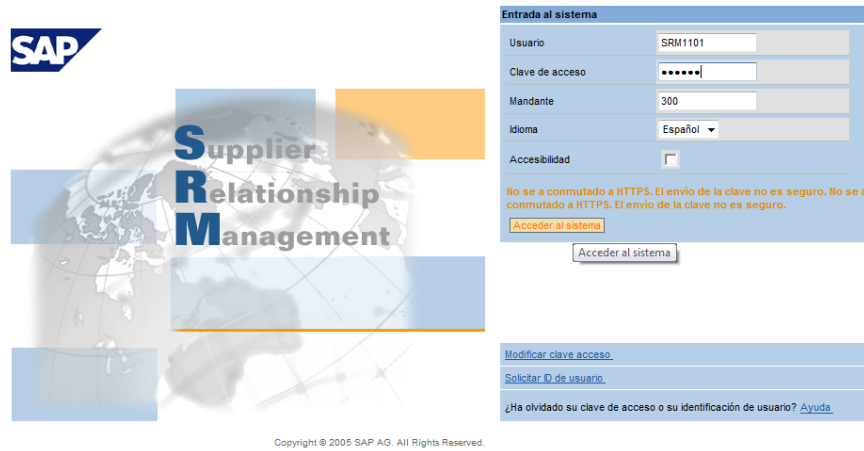 SAP
Supplier
Relationship
Management
Copyright © 2005 SAP AG. All Rights Reserved.
Entrada al sistema
Usuario SRM1101
Clave de acceso ••••••
Mandante 300
Idioma Español
Accesibilidad
No se a conmutado a HTTPS. El envío de la clave no es seguro. No se a
conmutado a HTTPS. El envío de la clave no es seguro.
Acceder al sistema
Acceder al sistema
Modificar clave acceso
Solicitar ID de usuario
¿Ha olvidado su clave de acceso o su identificación de usuario? Ayuda